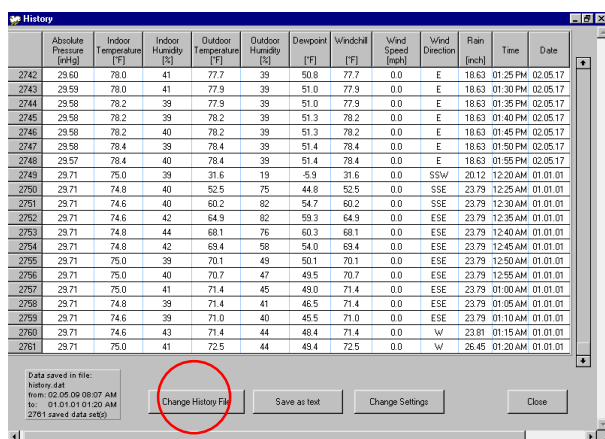 History
Absolute Pressure [inHg] Indoor Temperature [°F] Indoor Humidity [%] Outdoor Temperature [°F] Outdoor Humidity [%] Dewpoint [°F] Windchill [°F] Wind Speed [mph] Wind Direction Rain [inch] Time Date
2742 29.60 78.0 41 77.7 39 50.8 77.7 0.0 E 18.63 01:25 PM 02.05.17
2743 29.59 78.0 41 77.9 39 51.0 77.9 0.0 E 18.63 01:30 PM 02.05.17
2744 29.58 78.2 39 77.9 39 51.0 77.9 0.0 E 18.63 01:35 PM 02.05.17
2745 29.58 78.2 39 78.2 39 51.3 78.2 0.0 E 18.63 01:40 PM 02.05.17
2746 29.58 78.2 40 78.2 39 51.3 78.2 0.0 E 18.63 01:45 PM 02.05.17
2747 29.58 78.4 39 78.4 39 51.4 78.4 0.0 E 18.63 01:50 PM 02.05.17
2748 29.57 78.4 40 78.4 39 51.4 78.4 0.0 E 18.63 01:55 PM 02.05.17
2749 29.71 75.0 39 31.6 19 -5.9 31.6 0.0 SSW 20.12 12:20 AM 01.01.01
2750 29.71 74.8 40 52.5 75 44.8 52.5 0.0 SSE 23.79 12:25 AM 01.01.01
2751 29.71 74.6 40 60.2 82 54.7 60.2 0.0 SSE 23.79 12:30 AM 01.01.01
2752 29.71 74.6 42 64.9 82 59.3 64.9 0.0 ESE 23.79 12:35 AM 01.01.01
2753 29.71 74.8 44 68.1 76 60.3 68.1 0.0 ESE 23.79 12:40 AM 01.01.01
2754 29.71 74.8 42 69.4 58 54.0 69.4 0.0 ESE 23.79 12:45 AM 01.01.01
2755 29.71 75.0 39 70.1 49 50.1 70.1 0.0 ESE 23.79 12:50 AM 01.01.01
2756 29.71 75.0 40 70.7 47 49.5 70.7 0.0 ESE 23.79 12:55 AM 01.01.01
2757 29.71 75.0 41 71.4 45 49.0 71.4 0.0 ESE 23.79 01:00 AM 01.01.01
2758 29.71 74.8 39 71.4 41 46.5 71.4 0.0 ESE 23.79 01:05 AM 01.01.01
2759 29.71 74.6 39 71.0 40 45.5 71.0 0.0 ESE 23.79 01:10 AM 01.01.01
2760 29.71 74.6 43 71.4 44 48.4 71.4 0.0 W 23.81 01:15 AM 01.01.01
2761 29.71 75.0 41 72.5 44 49.4 72.5 0.0 W 26.45 01:20 AM 01.01.01
Data saved in file:
history.dat
from: 02.05.09 08:07 AM
to: 01.01.01 01:20 AM
2761 saved data set(s)
Change History File Save as text Change Settings Close